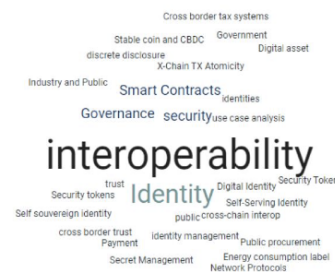 Cross border tax systems
Stable coin and CBDC Government
discrete disclosure Digital asset
X-Chain TX Atomicity
Industry and Public Smart Contracts
identities
Governance security use case analysis
interoperability
trust Identity Digital Identity Security Token
Security tokens Self-Serving Identity
Self souvereign identity public cross-chain interop
cross border trust identity management
Payment Public procurement
Secret Management Energy consumption label
Network Protocols